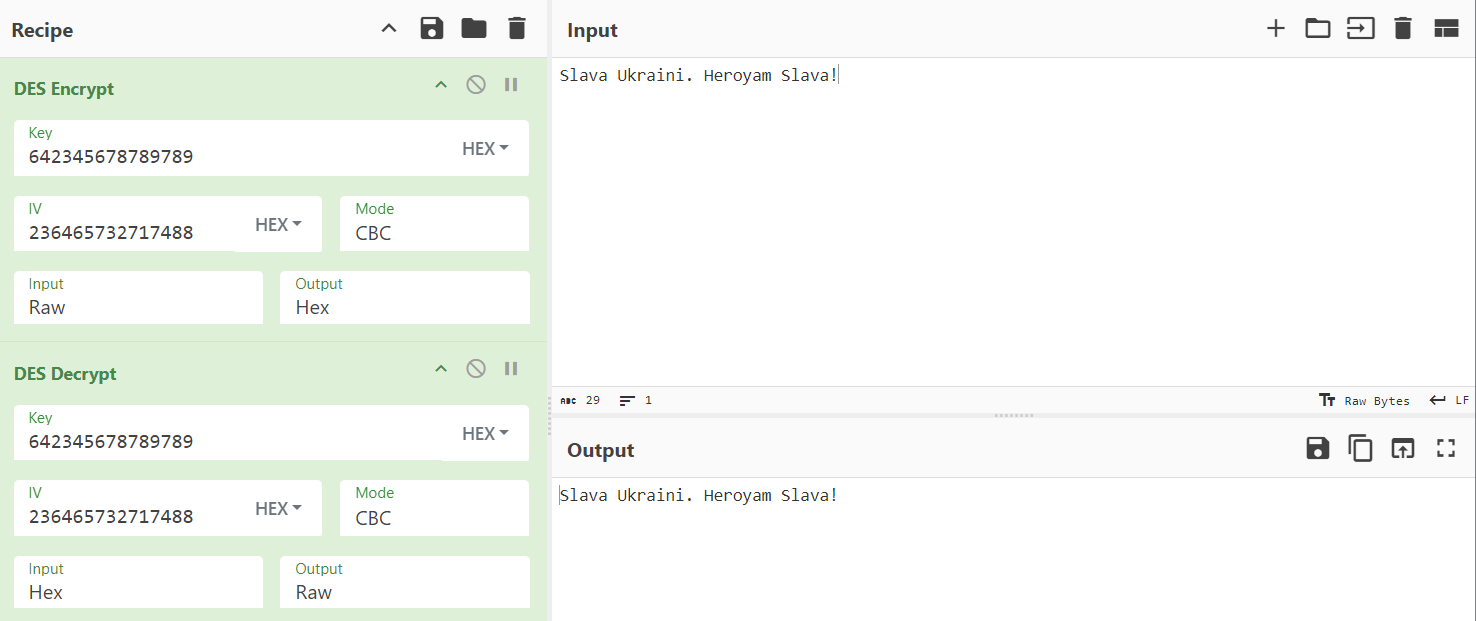 Recipe
DES Encrypt
Key
642345678789789
HEX
IV
236465732717488
HEX
Mode
CBC
Input
Raw
Output
Hex
DES Decrypt
Key
642345678789789
HEX
IV
236465732717488
HEX
Mode
CBC
Input
Hex
Output
Raw
Input
Slava Ukraini. Heroyam Slava!
ABC 29 1
Tт Raw Bytes LF
Output
Slava Ukraini. Heroyam Slava!